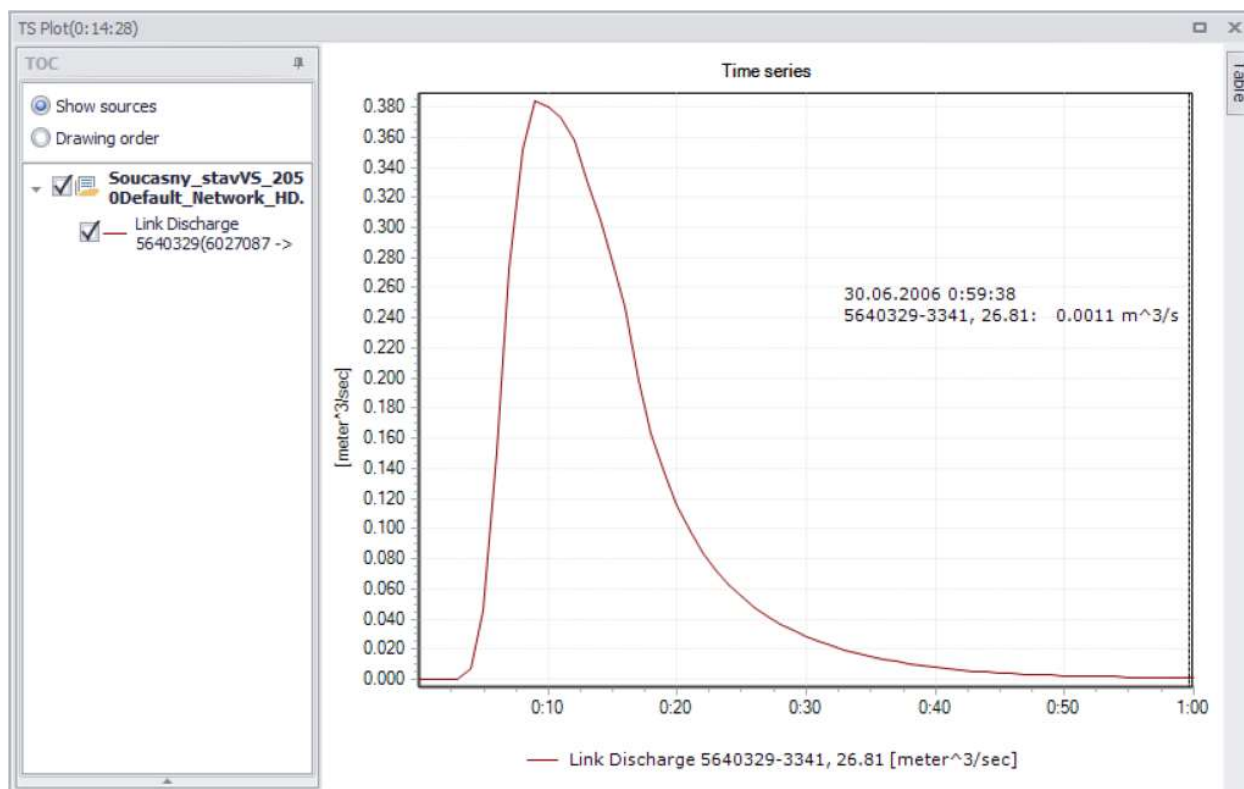 TS Plot(0:14:28)
TOC
Show sources
Drawing order
Soucasny_stavVS_205
0Default_Network_HD.
Link Discharge
5640329(6027087 ->
Time series
Table
0.380
0.360
0.340
0.320
0.300
0.280
0.260
0.240
0.220
0.200
0.180
0.160
0.140
0.120
0.100
0.080
0.060
0.040
0.020
0.000
[meter^3/sec]
30.06.2006 0:59:38
5640329-3341, 26.81: 0.0011 m^3/s
0:10 0:20 0:30 0:40 0:50 1:00
Link Discharge 5640329-3341, 26.81 [meter^3/sec]